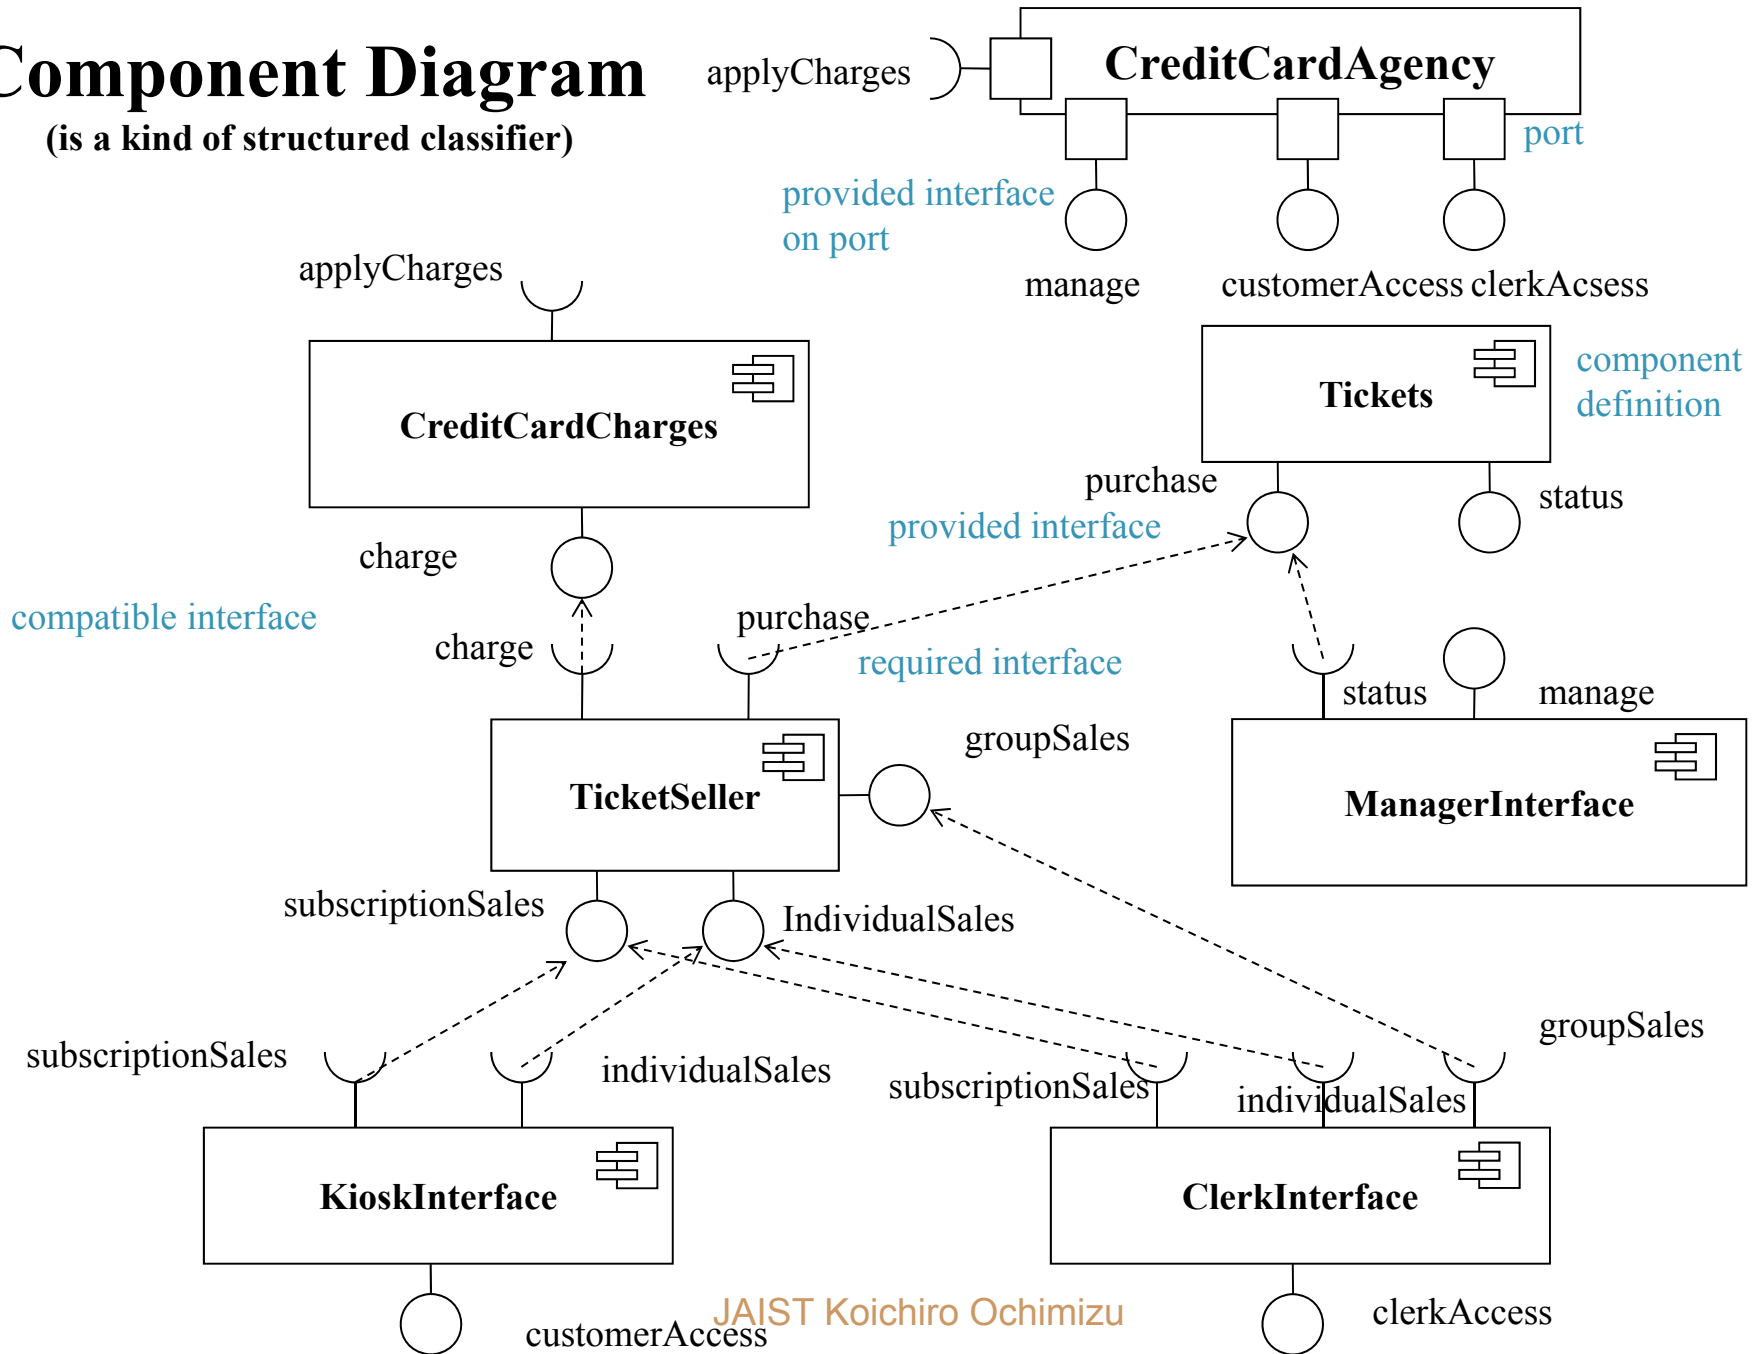 Component Diagram
(is a kind of structured classifier)
applyCharges
CreditCardAgency
port
provided interface
on port
manage
customerAccess
clerkAcsess
applyCharges
CreditCardCharges
Tickets
component
definition
purchase
status
provided interface
charge
compatible interface
charge
purchase
required interface
status
manage
groupSales
TicketSeller
ManagerInterface
subscriptionSales
IndividualSales
subscriptionSales
individualSales
subscriptionSales
individualSales
groupSales
KioskInterface
ClerkInterface
customerAccess
clerkAccess
JAIST Koichiro Ochimizu